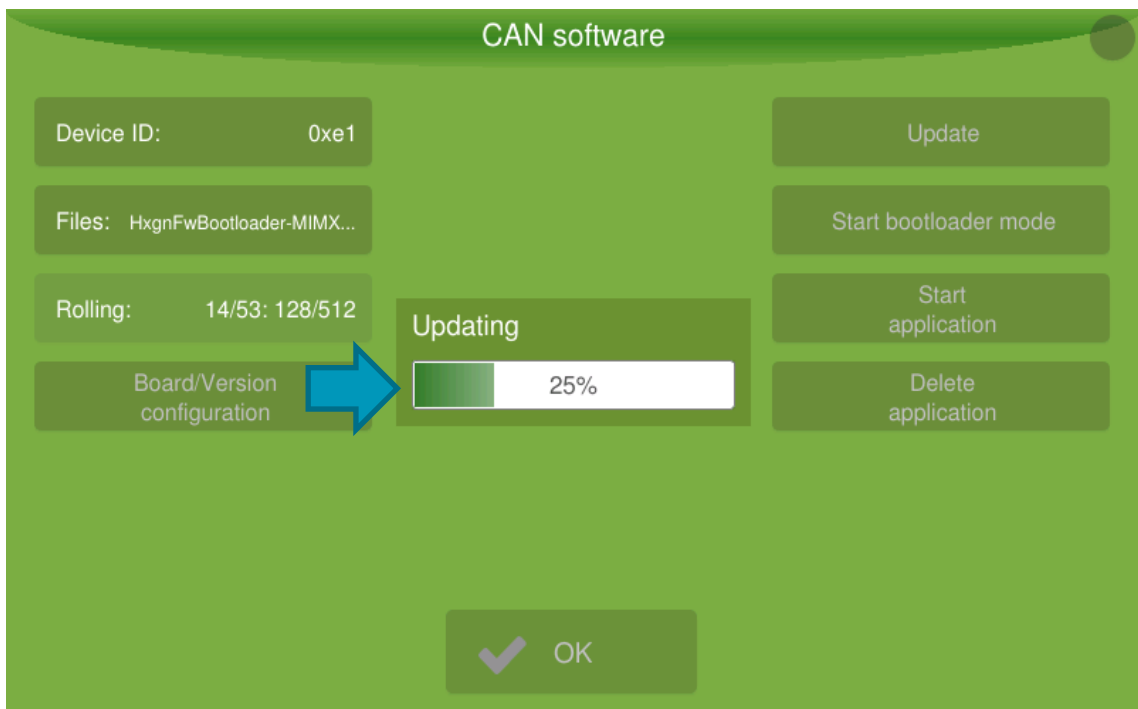 CAN software
Device ID: 0xe1
Update
Files: HxgnFwBootloader-MIMX...
Start bootloader mode
Rolling: 14/53: 128/512
Start
application
Updating
25%
Board/Version
configuration
Delete
application
OK